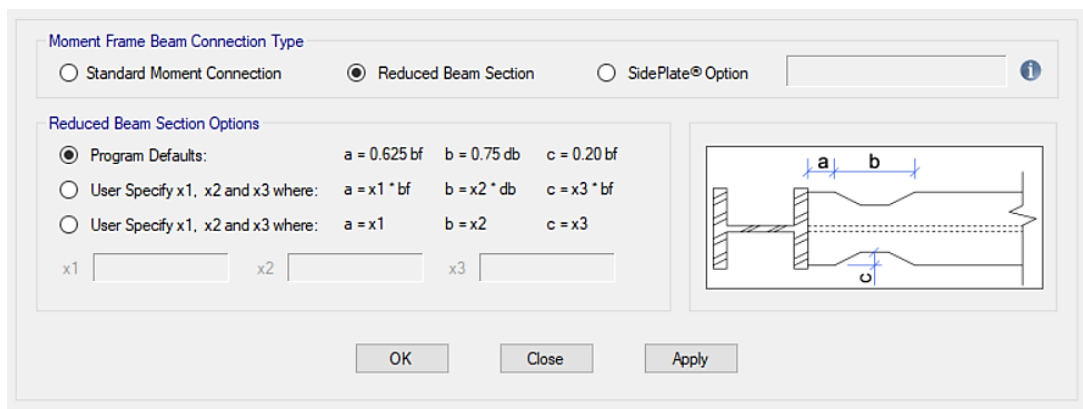 Moment Frame Beam Connection Type
Standard Moment Connection Reduced Beam Section SidePlate® Option i
Reduced Beam Section Options
Program Defaults: a = 0.625 bf b = 0.75 db c = 0.20 bf
User Specify x1, x2 and x3 where: a = x1 * bf b = x2 * db c = x3 * bf
User Specify x1, x2 and x3 where: a = x1 b = x2 c = x3
x1 x2 x3
a b
c
OK Close Apply